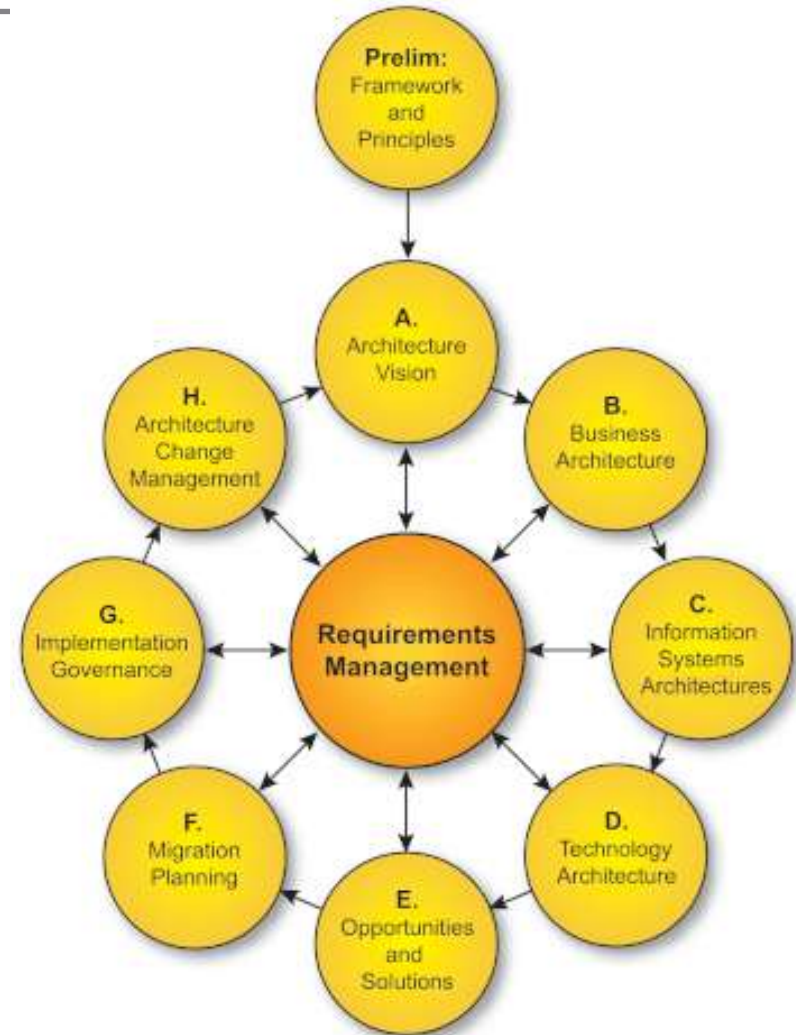 Prelim:
Framework
and
Principles
A.
Architecture
Vision
B.
Business
Architecture
C.
Information
Systems
Architectures
D.
Technology
Architecture
E.
Opportunities
and
Solutions
F.
Migration
Planning
G.
Implementation
Governance
H.
Architecture
Change
Management
Requirements
Management